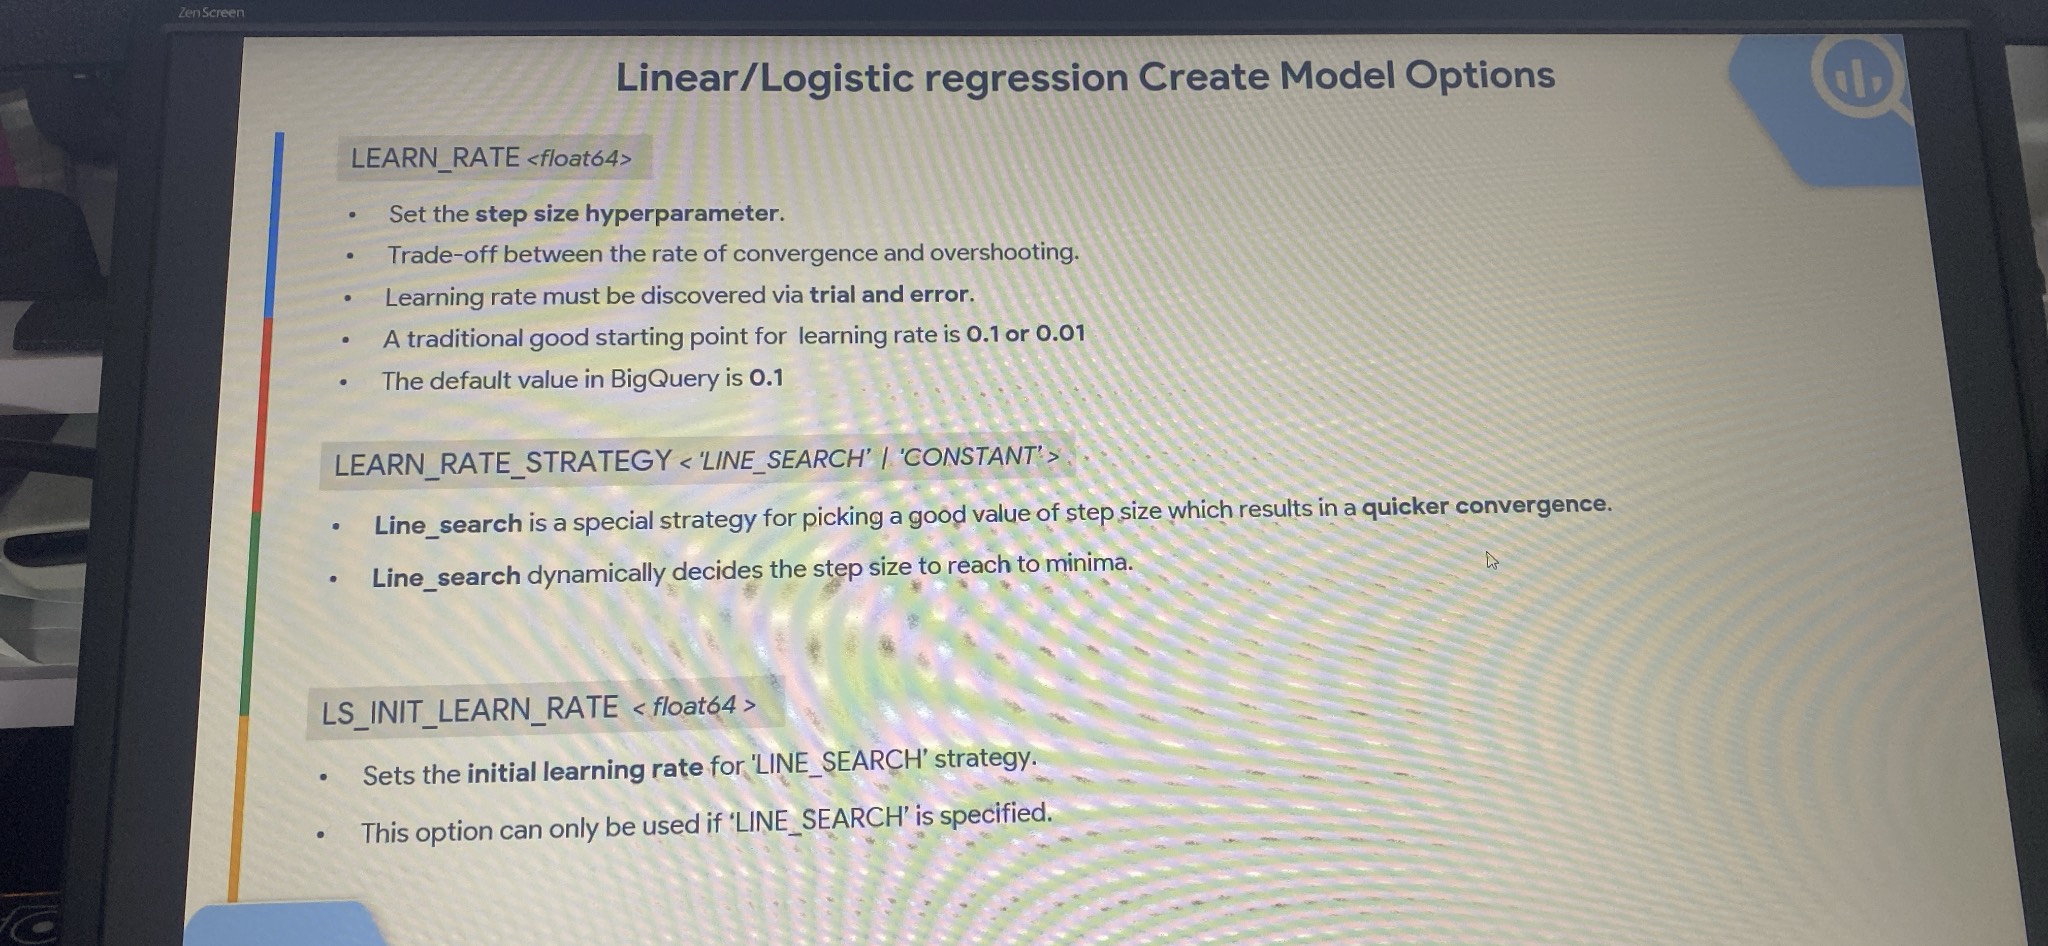 ZenScreen
Linear/Logistic regression Create Model Options
LEARN_RATE <float64>
• Set the step size hyperparameter.
• Trade-off between the rate of convergence and overshooting.
• Learning rate must be discovered via trial and error.
• A traditional good starting point for learning rate is 0.1 or 0.01
• The default value in BigQuery is 0.1
LEARN_RATE_STRATEGY < 'LINE_SEARCH' | 'CONSTANT' >
• Line_search is a special strategy for picking a good value of step size which results in a quicker convergence.
• Line_search dynamically decides the step size to reach to minima.
LS_INIT_LEARN_RATE < float64 >
• Sets the initial learning rate for 'LINE_SEARCH' strategy.
• This option can only be used if 'LINE_SEARCH' is specified.